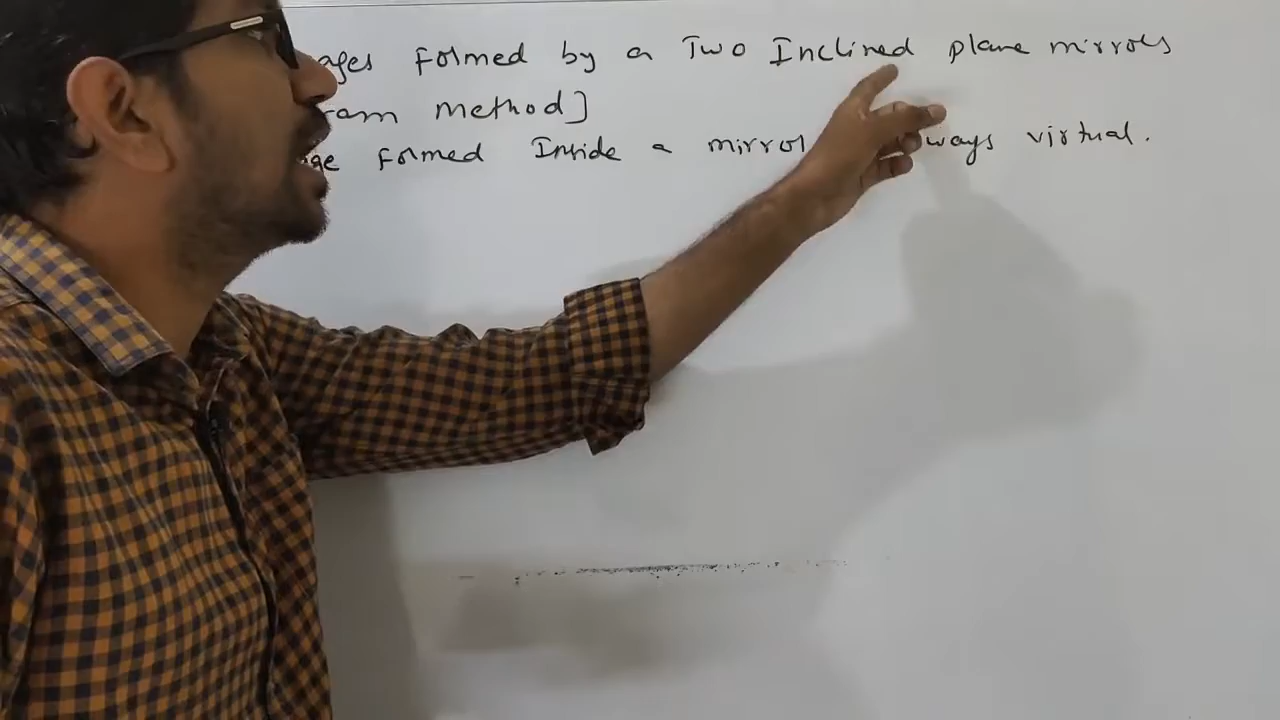 ages formed by a Two Inclined plane mirrors
ram method]
ge formed Inside a mirror ways virtual.